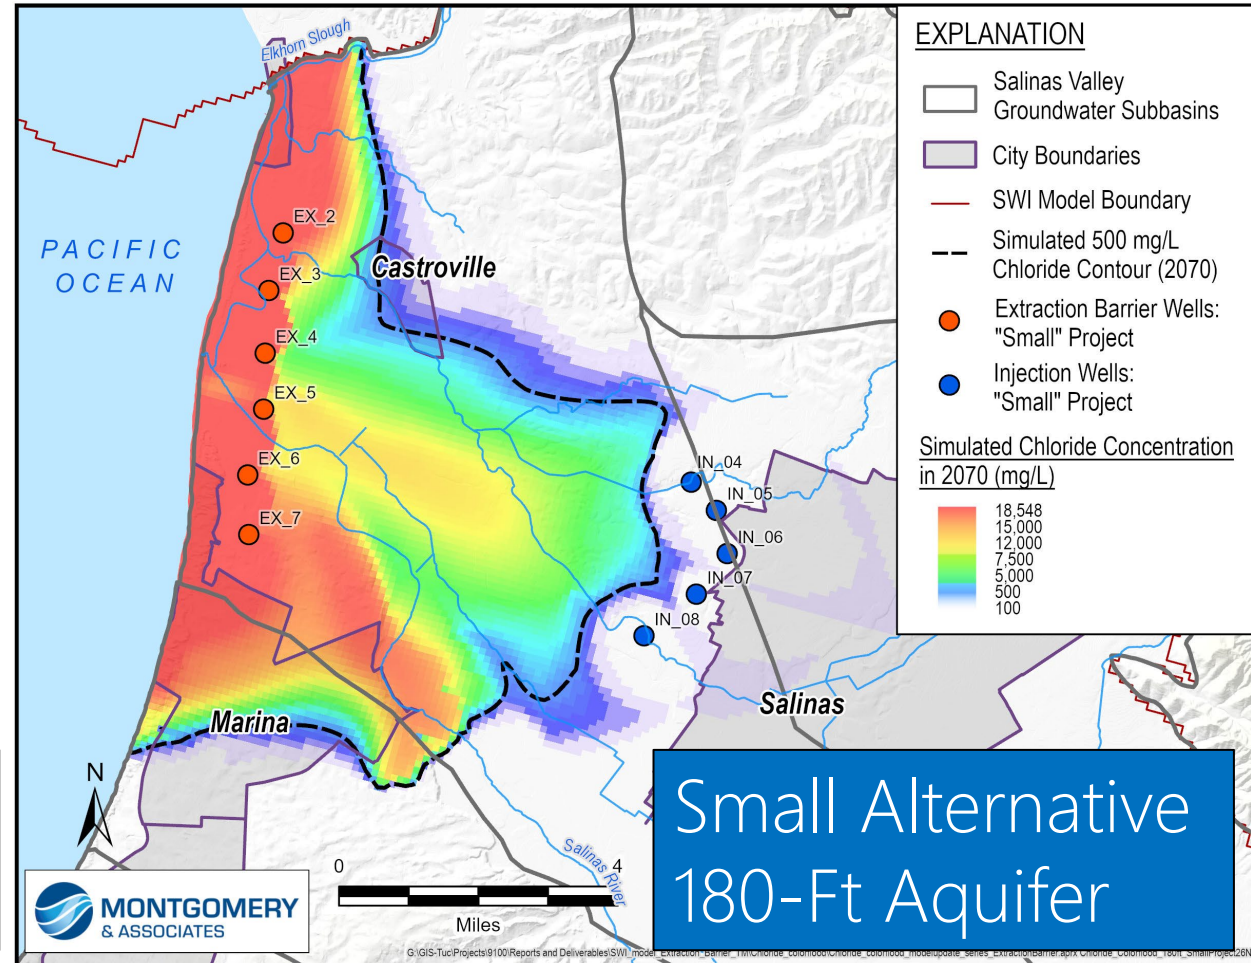 Elkhorn Slough
PACIFIC
OCEAN
EX_2
EX_3
EX_4
EX_5
EX_6
EX_7
Castroville
IN_04
IN_05
IN_06
IN_07
IN_08
Salinas
Marina
Salinas River
N
0 4
Miles
MONTGOMERY
& ASSOCIATES
EXPLANATION
Salinas Valley
Groundwater Subbasins
City Boundaries
SWI Model Boundary
Simulated 500 mg/L
Chloride Contour (2070)
Extraction Barrier Wells:
"Small" Project
Injection Wells:
"Small" Project
Simulated Chloride Concentration
in 2070 (mg/L)
18,548
15,000
12,000
7,500
5,000
500
100
Small Alternative
180-Ft Aquifer